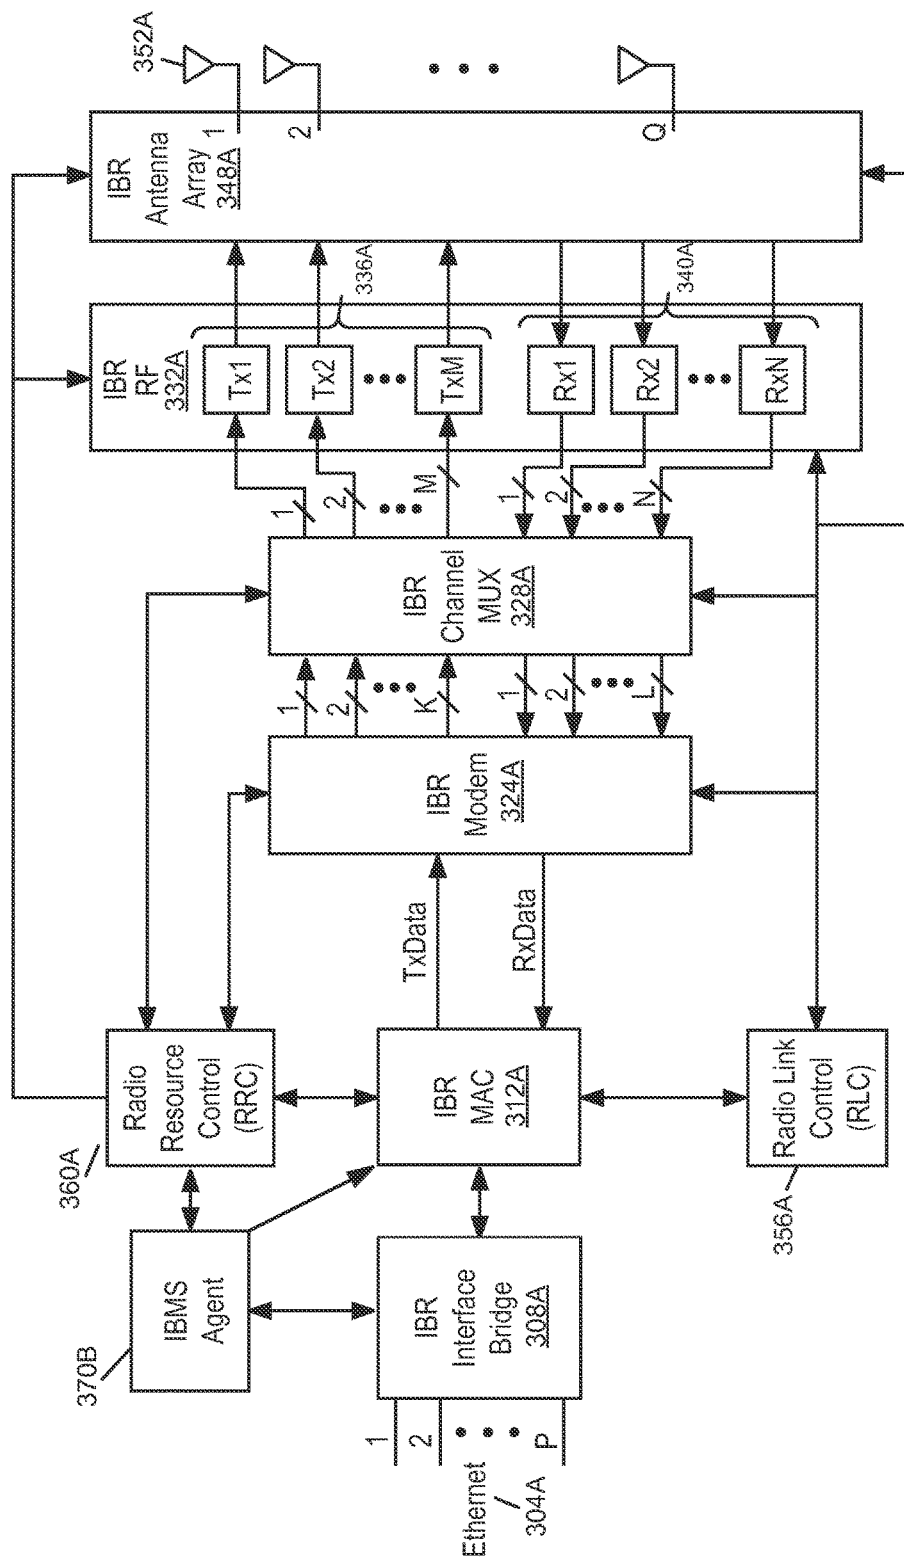 370B
IBMS
Agent
360A
Radio
Resource
Control
(RRC)
Ethernet
304A
1
2
P
IBR
Interface
Bridge
308A
IBR
MAC
312A
356A
Radio Link
Control
(RLC)
TxData
RxData
IBR
Modem
324A
1
2
K
1
2
L
IBR
Channel
MUX
328A
1
2
M
1
2
N
IBR
RF
332A
Tx1
Tx2
TxM
336A
Rx1
Rx2
RxN
340A
IBR
Antenna
Array
348A
1
2
Q
352A